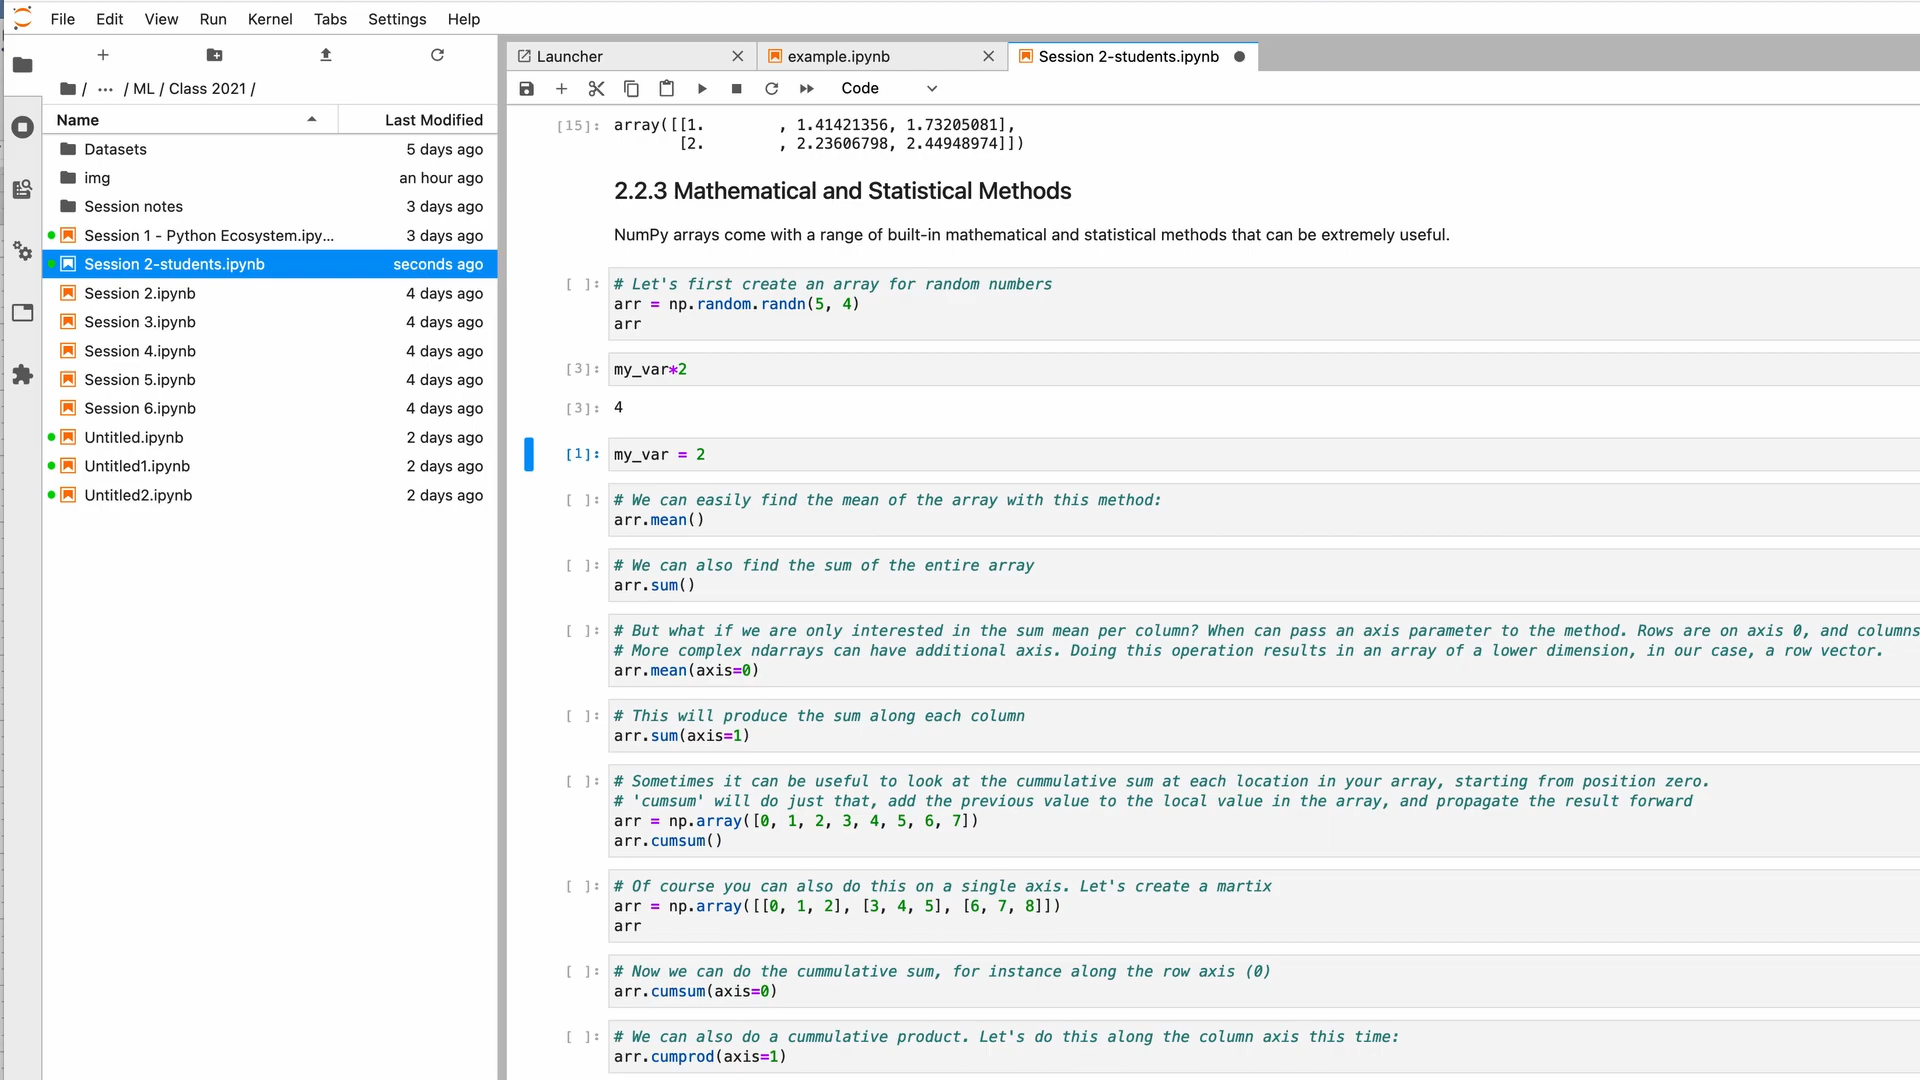 File Edit View Run Kernel Tabs Settings Help
/ ... / ML / Class 2021 /
Name Last Modified
Datasets 5 days ago
img an hour ago
Session notes 3 days ago
Session 1 - Python Ecosystem.ipy... 3 days ago
Session 2-students.ipynb seconds ago
Session 2.ipynb 4 days ago
Session 3.ipynb 4 days ago
Session 4.ipynb 4 days ago
Session 5.ipynb 4 days ago
Session 6.ipynb 4 days ago
Untitled.ipynb 2 days ago
Untitled1.ipynb 2 days ago
Untitled2.ipynb 2 days ago
Launcher example.ipynb Session 2-students.ipynb
Code
[15]: array([[1.        , 1.41421356, 1.73205081],
[2.        , 2.23606798, 2.44948974]])
2.2.3 Mathematical and Statistical Methods
NumPy arrays come with a range of built-in mathematical and statistical methods that can be extremely useful.
[ ]: # Let's first create an array for random numbers
arr = np.random.randn(5, 4)
arr
[3]: my_var*2
[3]: 4
[1]: my_var = 2
[ ]: # We can easily find the mean of the array with this method:
arr.mean()
[ ]: # We can also find the sum of the entire array
arr.sum()
[ ]: # But what if we are only interested in the sum mean per column? When can pass an axis parameter to the method. Rows are on axis 0, and columns
# More complex ndarrays can have additional axis. Doing this operation results in an array of a lower dimension, in our case, a row vector.
arr.mean(axis=0)
[ ]: # This will produce the sum along each column
arr.sum(axis=1)
[ ]: # Sometimes it can be useful to look at the cummulative sum at each location in your array, starting from position zero.
# 'cumsum' will do just that, add the previous value to the local value in the array, and propagate the result forward
arr = np.array([0, 1, 2, 3, 4, 5, 6, 7])
arr.cumsum()
[ ]: # Of course you can also do this on a single axis. Let's create a martix
arr = np.array([[0, 1, 2], [3, 4, 5], [6, 7, 8]])
arr
[ ]: # Now we can do the cummulative sum, for instance along the row axis (0)
arr.cumsum(axis=0)
[ ]: # We can also do a cummulative product. Let's do this along the column axis this time:
arr.cumprod(axis=1)